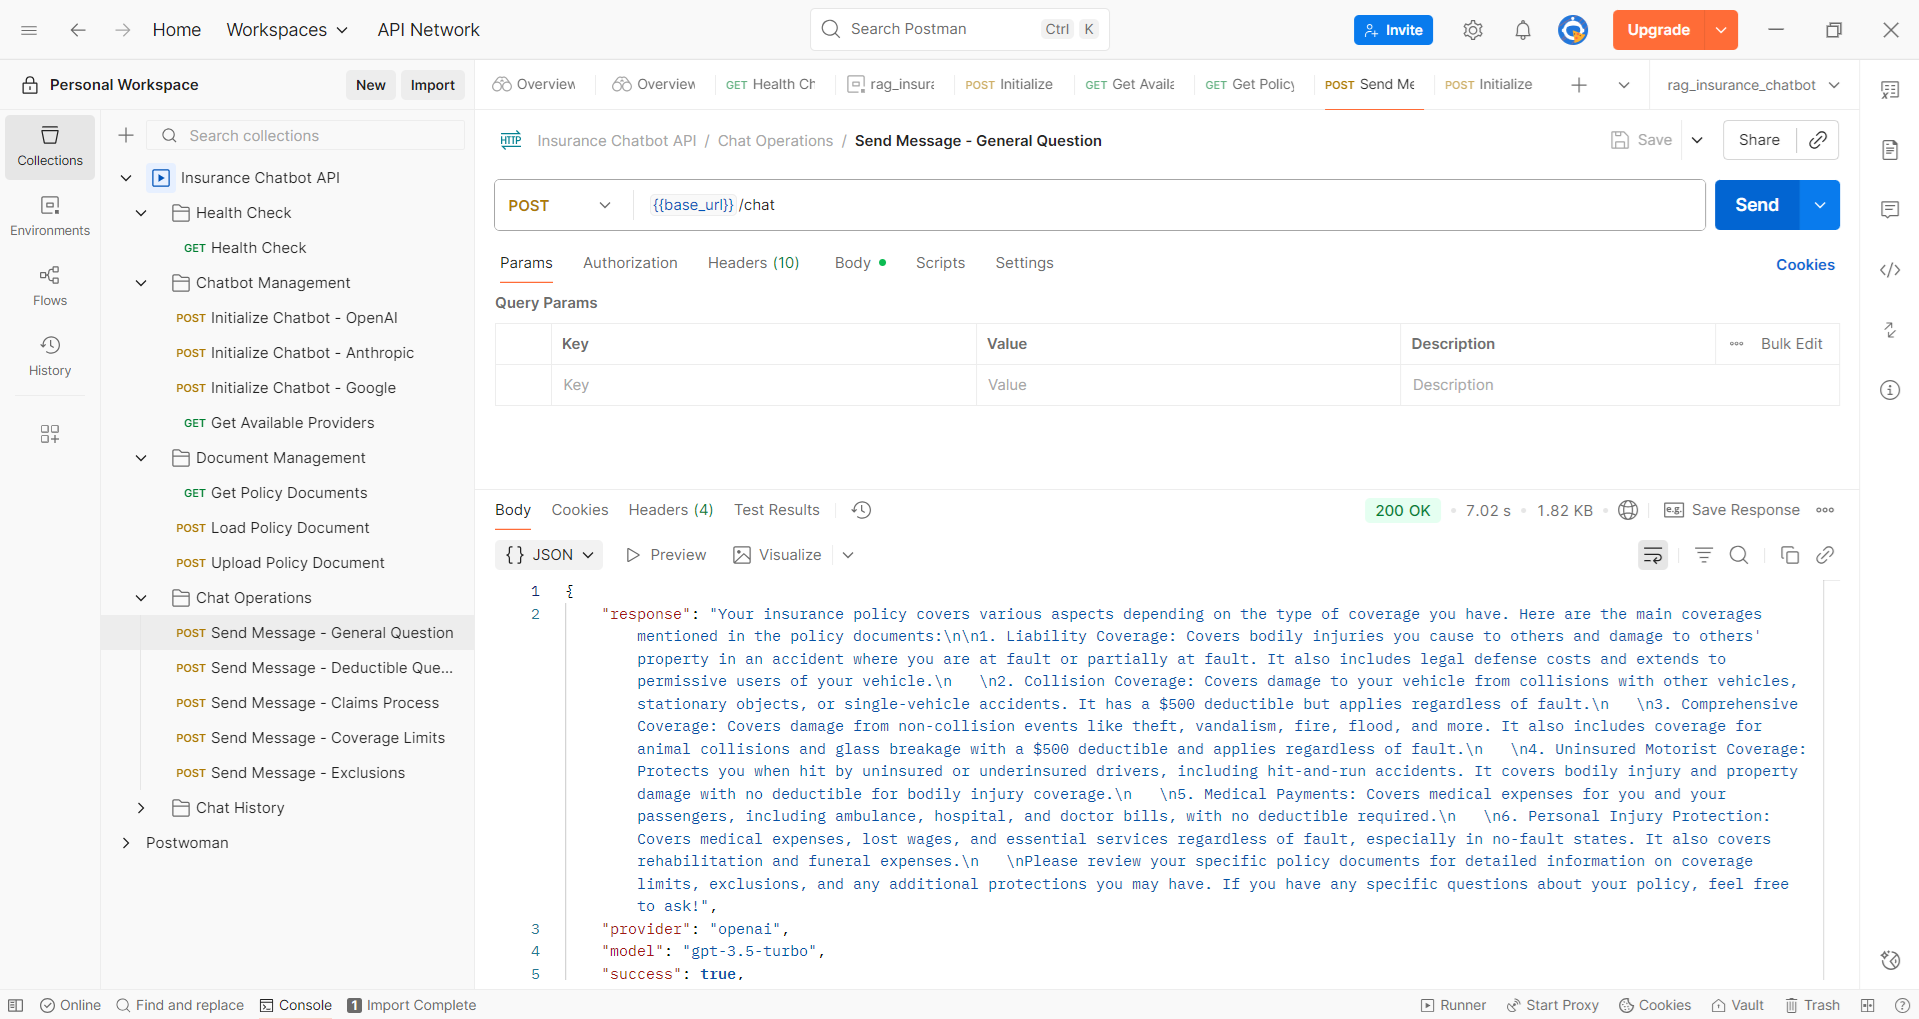 Home
Workspaces
API Network
Search Postman
Ctrl
K
Invite
Upgrade
Personal Workspace
New
Import
Overview
Overview
GET Health Ch
rag_insura
POST Initialize
GET Get Availa
GET Get Policy
POST Send Me
POST Initialize
rag_insurance_chatbot
Collections
Environments
Flows
History
Search collections
Insurance Chatbot API
Health Check
GET Health Check
Chatbot Management
POST Initialize Chatbot - OpenAI
POST Initialize Chatbot - Anthropic
POST Initialize Chatbot - Google
GET Get Available Providers
Document Management
GET Get Policy Documents
POST Load Policy Document
POST Upload Policy Document
Chat Operations
POST Send Message - General Question
POST Send Message - Deductible Que...
POST Send Message - Claims Process
POST Send Message - Coverage Limits
POST Send Message - Exclusions
Chat History
Postwoman
HTTP
Insurance Chatbot API / Chat Operations / Send Message - General Question
Save
Share
POST
{{base_url}} /chat
Send
Params
Authorization
Headers (10)
Body
Scripts
Settings
Cookies
Query Params
Key
Value
Description
Bulk Edit
Key
Value
Description
Body
Cookies
Headers (4)
Test Results
200 OK
7.02 s
1.82 KB
e.g.
Save Response
{} JSON
Preview
Visualize
1 {
2 "response": "Your insurance policy covers various aspects depending on the type of coverage you have. Here are the main coverages
mentioned in the policy documents:\n\n1. Liability Coverage: Covers bodily injuries you cause to others and damage to others'
property in an accident where you are at fault or partially at fault. It also includes legal defense costs and extends to
permissive users of your vehicle.\n   \n2. Collision Coverage: Covers damage to your vehicle from collisions with other vehicles,
stationary objects, or single-vehicle accidents. It has a $500 deductible but applies regardless of fault.\n   \n3. Comprehensive
Coverage: Covers damage from non-collision events like theft, vandalism, fire, flood, and more. It also includes coverage for
animal collisions and glass breakage with a $500 deductible and applies regardless of fault.\n   \n4. Uninsured Motorist Coverage:
Protects you when hit by uninsured or underinsured drivers, including hit-and-run accidents. It covers bodily injury and property
damage with no deductible for bodily injury coverage.\n   \n5. Medical Payments: Covers medical expenses for you and your
passengers, including ambulance, hospital, and doctor bills, with no deductible required.\n   \n6. Personal Injury Protection:
Covers medical expenses, lost wages, and essential services regardless of fault, especially in no-fault states. It also covers
rehabilitation and funeral expenses.\n   \nPlease review your specific policy documents for detailed information on coverage
limits, exclusions, and any additional protections you may have. If you have any specific questions about your policy, feel free
to ask!",
3 "provider": "openai",
4 "model": "gpt-3.5-turbo",
5 "success": true,
Online
Find and replace
Console
1 Import Complete
Runner
Start Proxy
Cookies
Vault
Trash